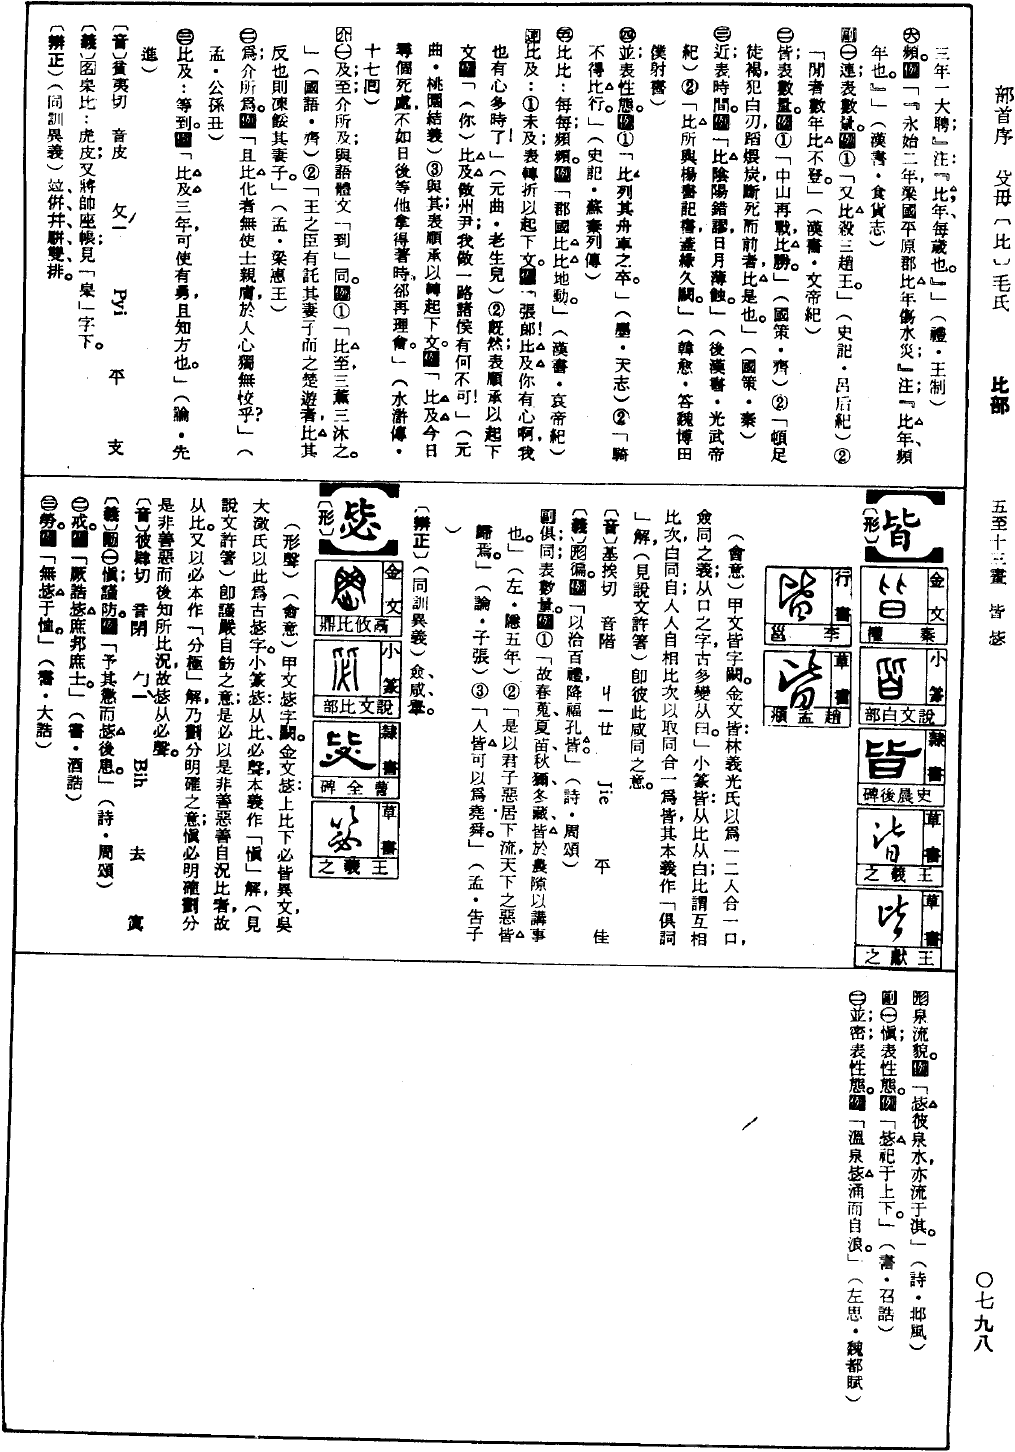 部首序　殳毋〔比〕毛氏　比部　五至十三畫　皆毖　○七九八
三年一大聘；』注：『比年、每歲也。』」（禮・王制）
㊅頻。例「『永始二年、梁國平原郡比年傷水災；』注：『比年、頻
年也。』」（漢書・食貨志）
副㊀連；表數量。例①「又比殺三趙王。」（史記・呂后紀）②
「閒者數年比不登。」（漢書・文帝紀）
㊁皆；表數量。例①「中山再戰比勝。」（國策・齊）②「頓足
徒裼，犯白刃，蹈煨炭，斷死而前者比是也。」（國策・秦）
㊂近；表時間。例①「比陰陽錯謬，日月薄蝕。」（後漢書・光武帝
紀）②「比所與楊書記書，蓋緣久闕。」（韓愈・答魏博田
僕射書）
㊃並；表性態。例①「比列其舟車之卒。」（墨・天志）②「騎
不得比行。」（史記・蘇秦列傳）
㊄比比：每每；頻頻。例「郡國比比地動。」（漢書・哀帝紀）
連比及：①未及；表轉折以起下文。例「張郎！比及你有心啊，我
也有心多時了！」（元曲・老生兒）②旣然；表順承以起下
文。例「（你）比及做州尹，我做一路諸侯有何不可！」（元
曲・桃園結義）③與其；表順承以轉起下文。例「比及今日
尋個死處，不如日後等他拿得著時，卻再理會。」（水滸傳・
十七囘）
介㊀及；至；介所及，與語體文「到」同。例①「比至，三薰三沐之。
」（國語・齊）②「王之臣有託其妻子而之楚遊者，比其
反也，則凍餒其妻子。」（孟・梁惠王）
㊁爲；介所爲。例「且比化者，無使土親膚，於人心獨無恔乎？」（
孟・公孫丑）
㊂比及：等到。例「比及三年，可使有勇，且知方也。」（論・先
進）
〔音〕貧夷切　音皮　ㄆㄧˊ　Pyi　平　支
〔義〕名皋比：虎皮；又將帥座帳；見「皋」字下。
〔辨正〕（同訓異義）竝、併、幷、駢、雙、排。
皆
〔形〕
金文　秦權
小篆　說文白部
隸書　史晨後碑
草書　王羲之
草書　王獻之
行書　李邕
草書　趙孟頫
（會意）甲文皆字闕。金文皆：林義光氏以爲「一二人合一口，
僉同之義；从口之字古多變从曰。」小篆皆：从比从白，比謂互相
比次，白同自，人人自相比次以取同合一爲皆，其本義作「俱詞
」解，（見說文許箸）卽彼此咸同之意。
〔音〕基挨切　音階　ㄐㄧㄝ　Jie　平　佳
〔義〕形徧。例「以洽百禮，降福孔皆。」（詩・周頌）
副俱；同；表數量。例①「故春蒐、夏苗、秋獮、冬藏，皆於農隙以講事
也。」（左・隱五年）②「是以君子惡居下流，天下之惡皆
歸焉。」（論・子張）③「人皆可以爲堯舜。」（孟・告子
）
〔辨正〕（同訓異義）僉、咸、舉。
毖
〔形〕
金文　鬲攸比鼎
小篆　說文比部
隸書　曹全碑
草書　王羲之
（形聲）（會意）甲文毖字闕。金文毖：上比下必，皆異文，吳
大澂氏以此爲古毖字。小篆毖：从比、必聲，本義作「愼」解，（見
說文許箸）卽謹嚴自飭之意；是必以是非善惡善自況比者，故
从比。又以必本作「分極」解，乃劃分明確之意；愼必明確劃分
是非善惡而後知所比況，故毖从必聲。
〔音〕彼肆切　音閉　ㄅㄧˋ　Bih　去　寘
〔義〕動㊀愼；謹防。例「予其懲，而毖後患。」（詩・周頌）
㊁戒。例「厥誥毖庶邦庶士。」（書・酒誥）
㊂勞。例「無毖于恤。」（書・大誥）
形泉流貌。例「毖彼泉水，亦流于淇。」（詩・邶風）
副㊀愼；表性態。例「毖祀于上下。」（書・召誥）
㊁並；密；表性態。例「溫泉毖涌而自浪。」（左思・魏都賦）